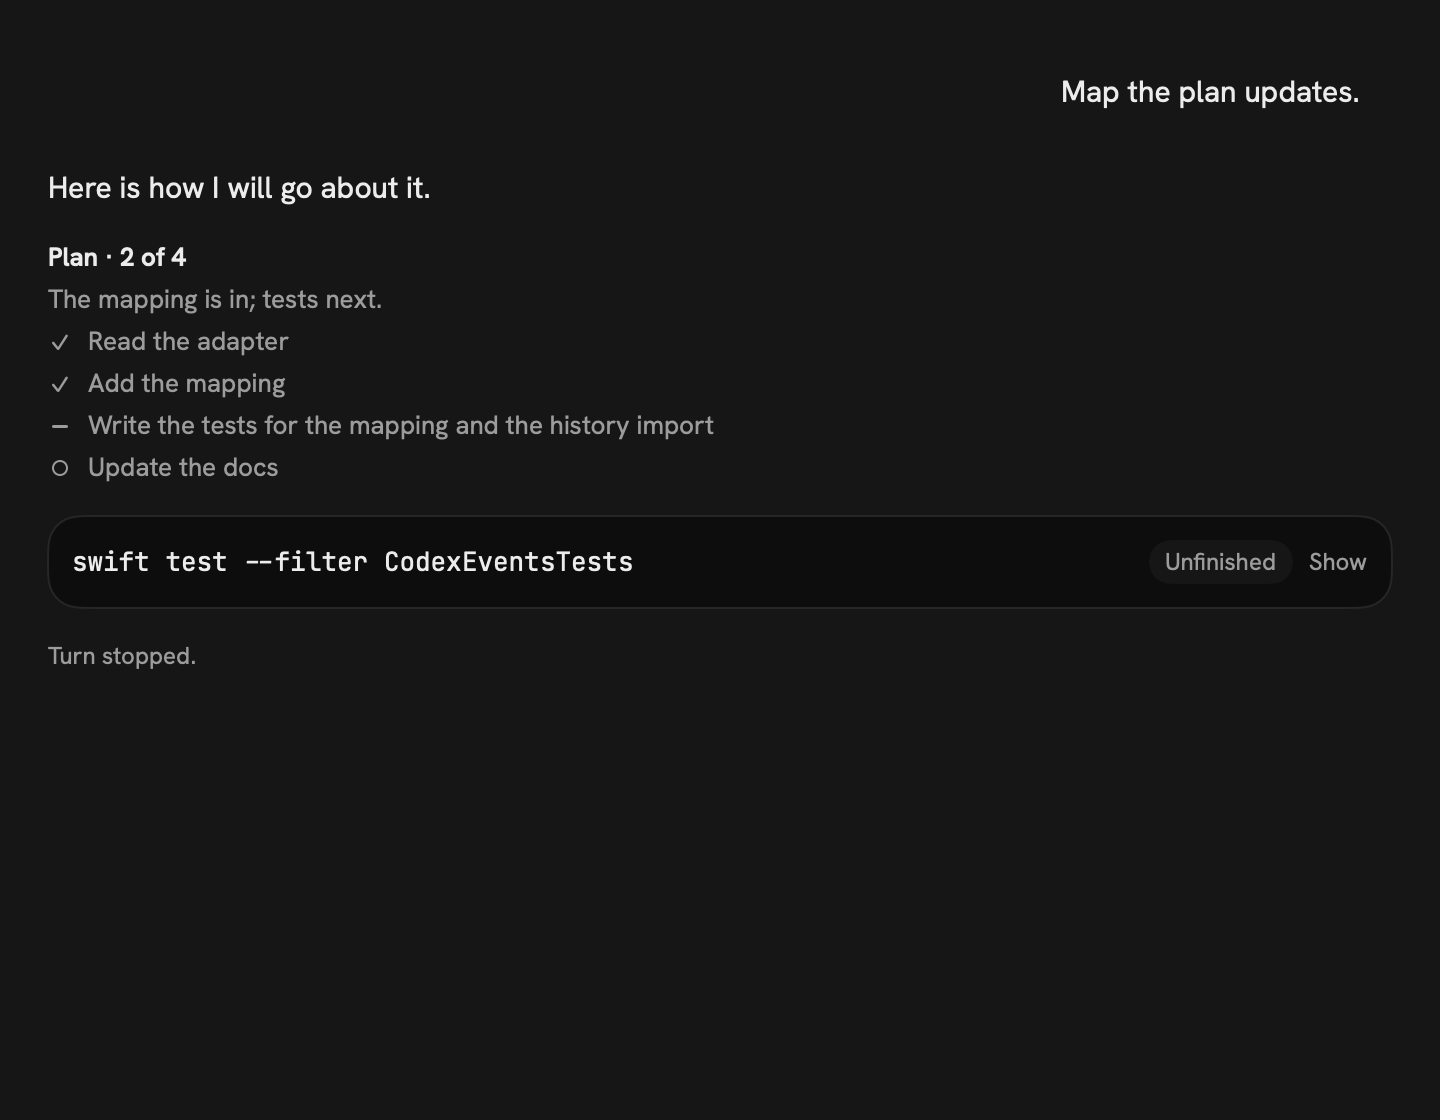 Map the plan updates.
Here is how I will go about it.
Plan · 2 of 4
The mapping is in; tests next.
Read the adapter
Add the mapping
Write the tests for the mapping and the history import
Update the docs
swift test --filter CodexEventsTests Unfinished Show
Turn stopped.